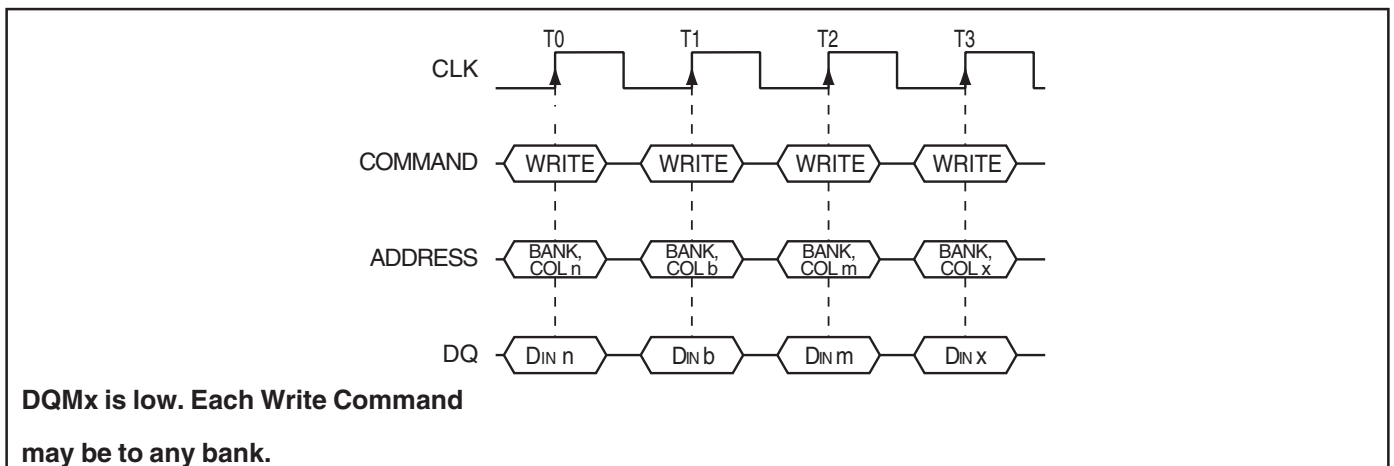 T0 T1 T2 T3
CLK
COMMAND WRITE WRITE WRITE WRITE
BANK, BANK, BANK, BANK,
ADDRESS
COL n COL b COL m COL x
DQ DIN n DIN b DIN m DIN x
DQMx is low. Each Write Command
may be to any bank.